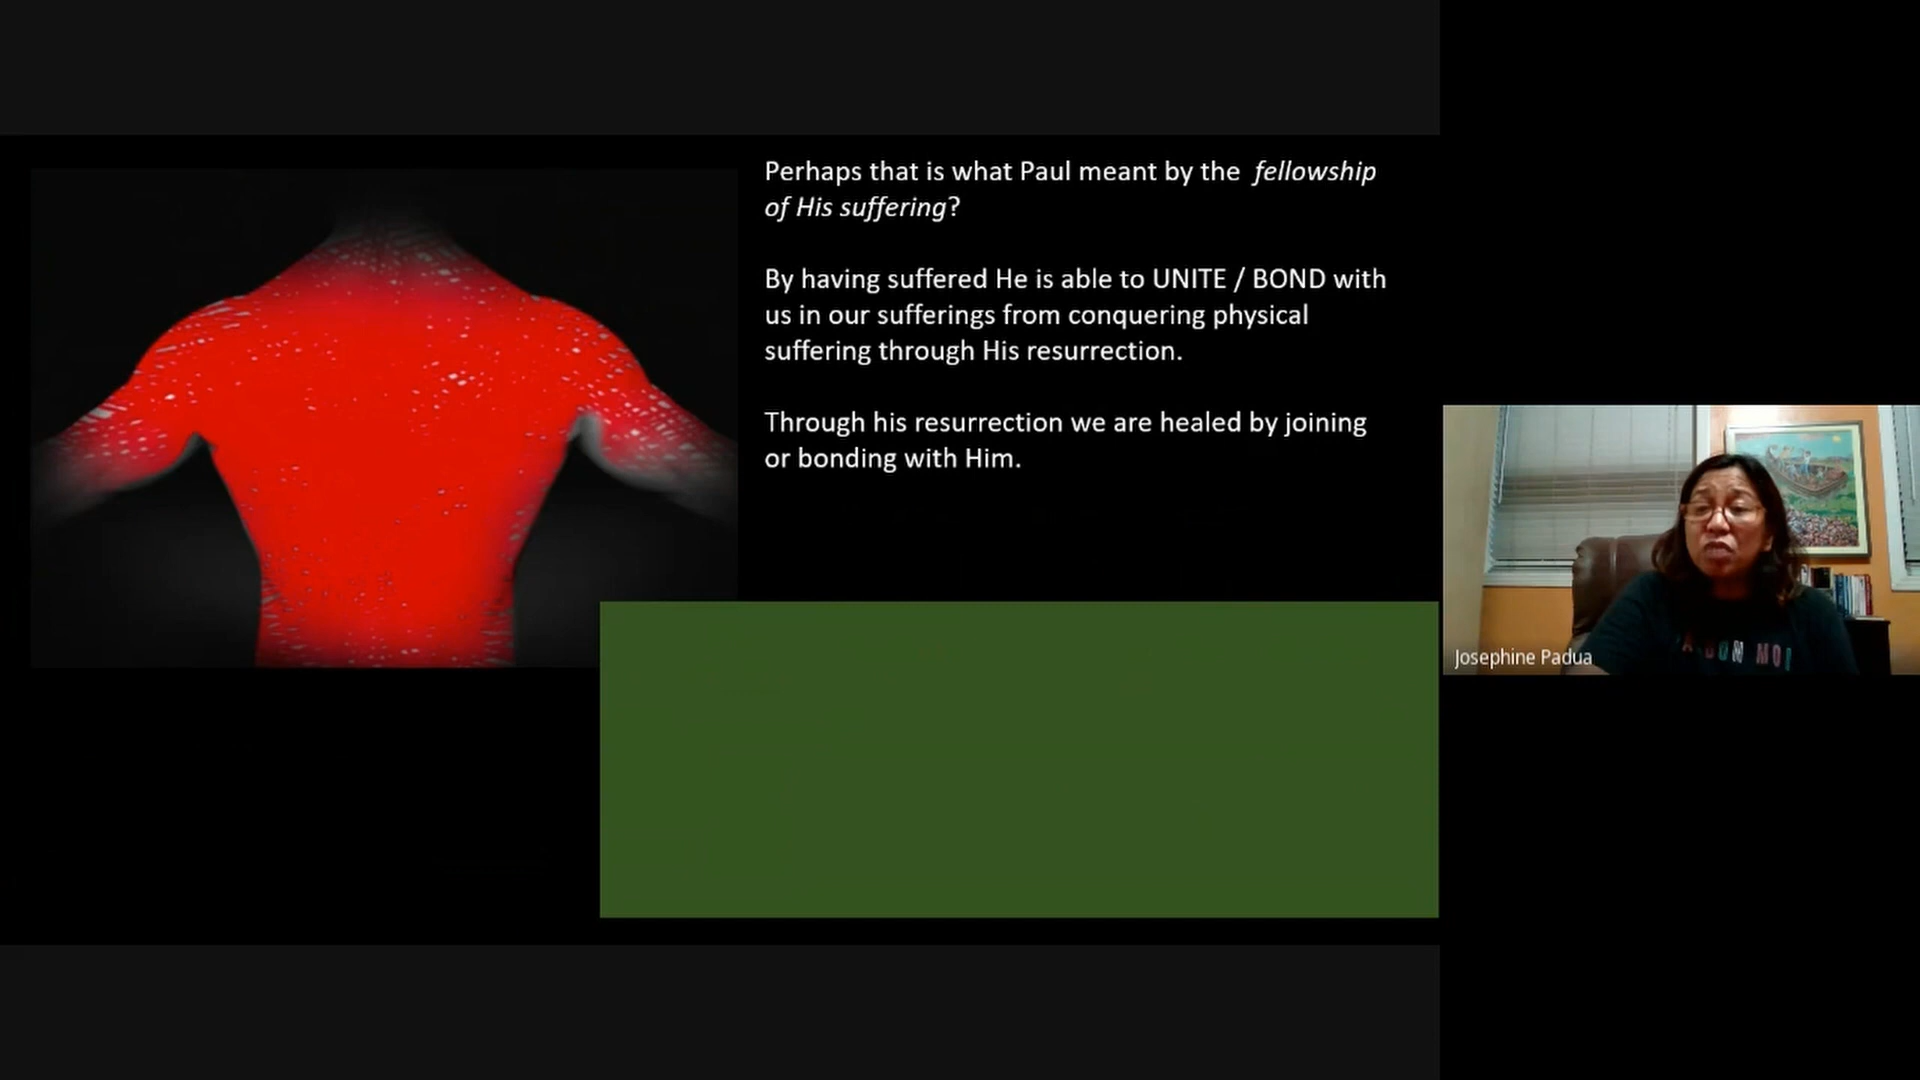 Perhaps that is what Paul meant by the fellowship
of His suffering?
By having suffered He is able to UNITE / BOND with
us in our sufferings from conquering physical
suffering through His resurrection.
Through his resurrection we are healed by joining
or bonding with Him.
Josephine Padua